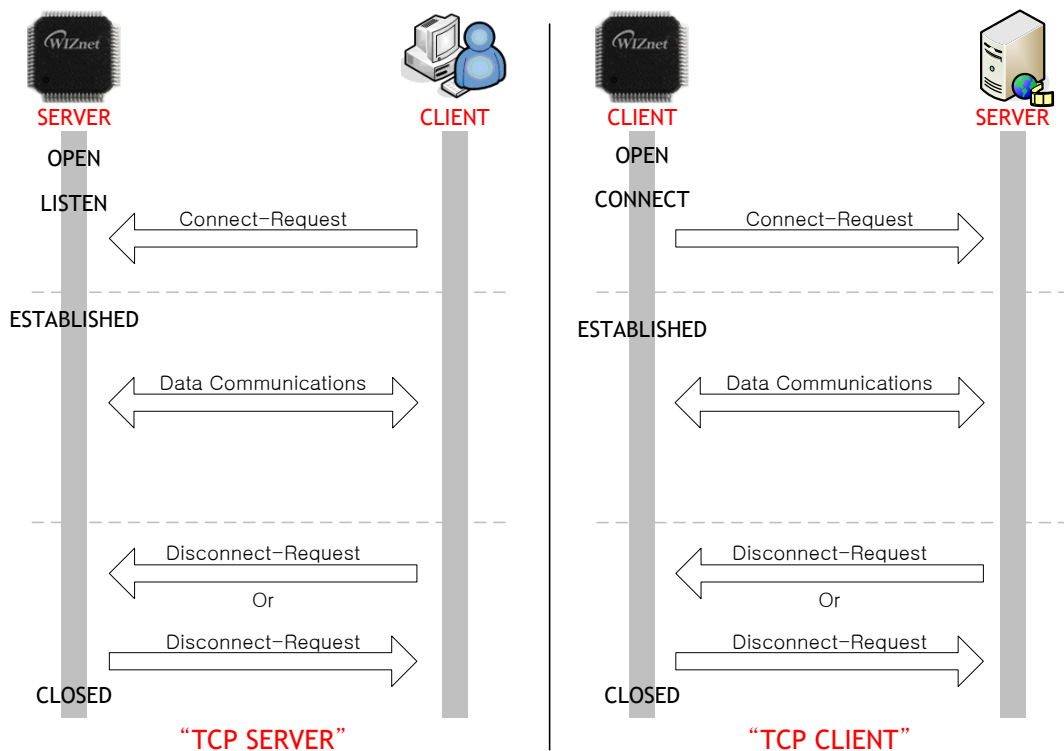 WIZnet
SERVER
CLIENT
OPEN
LISTEN
Connect-Request
ESTABLISHED
Data Communications
Disconnect-Request
Or
Disconnect-Request
CLOSED
“TCP SERVER”
WIZnet
CLIENT
SERVER
OPEN
CONNECT
Connect-Request
ESTABLISHED
Data Communications
Disconnect-Request
Or
Disconnect-Request
CLOSED
“TCP CLIENT”